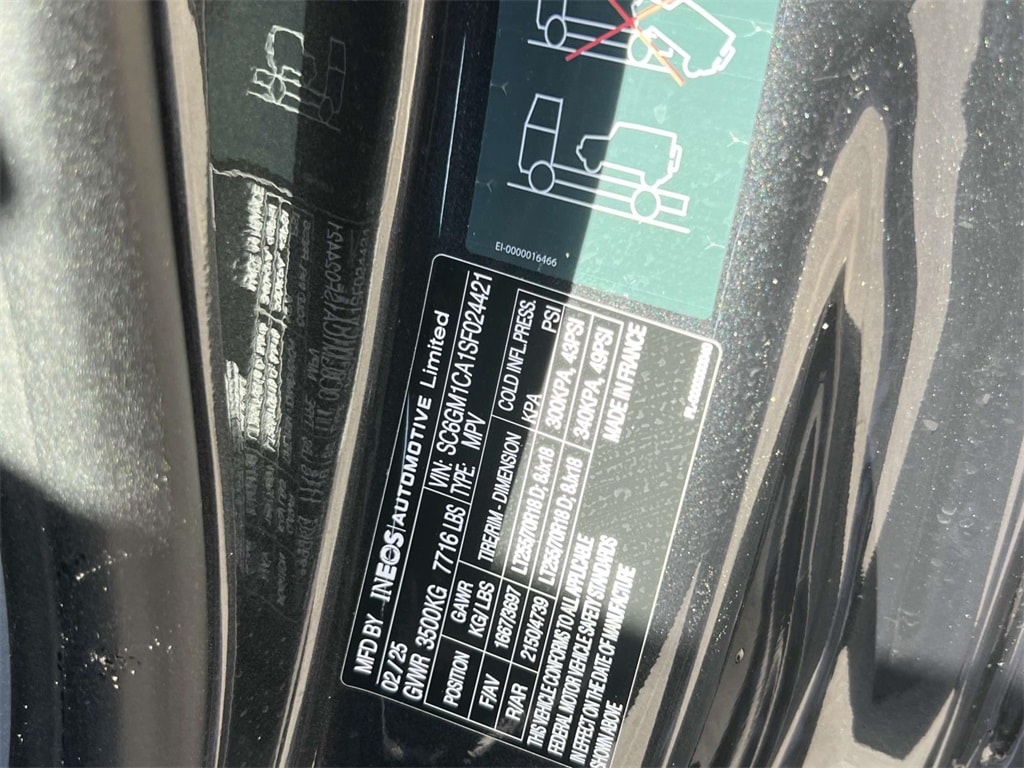 EI-0000016466
MFD BY INEOS AUTOMOTIVE Limited
02/25
GVWR 3500KG 7716 LBS VIN: SC6GM1CA1SF024421
TYPE: MPV
POSITION GAWR KG/LBS TIRE/RIM - DIMENSION COLD INFL.PRESS. KPA PSI
F/AV 1667/3697 LT255/70R18 D; 8Jx18 300KPA, 43PSI
R/AR 2150/4739 LT255/70R18 D; 8Jx18 340KPA, 49PSI
THIS VEHICLE CONFORMS TO ALL APPLICABLE MADE IN FRANCE
FEDERAL MOTOR VEHICLE SAFETY STANDARDS
IN EFFECT ON THE DATE OF MANUFACTURE
SHOWN ABOVE